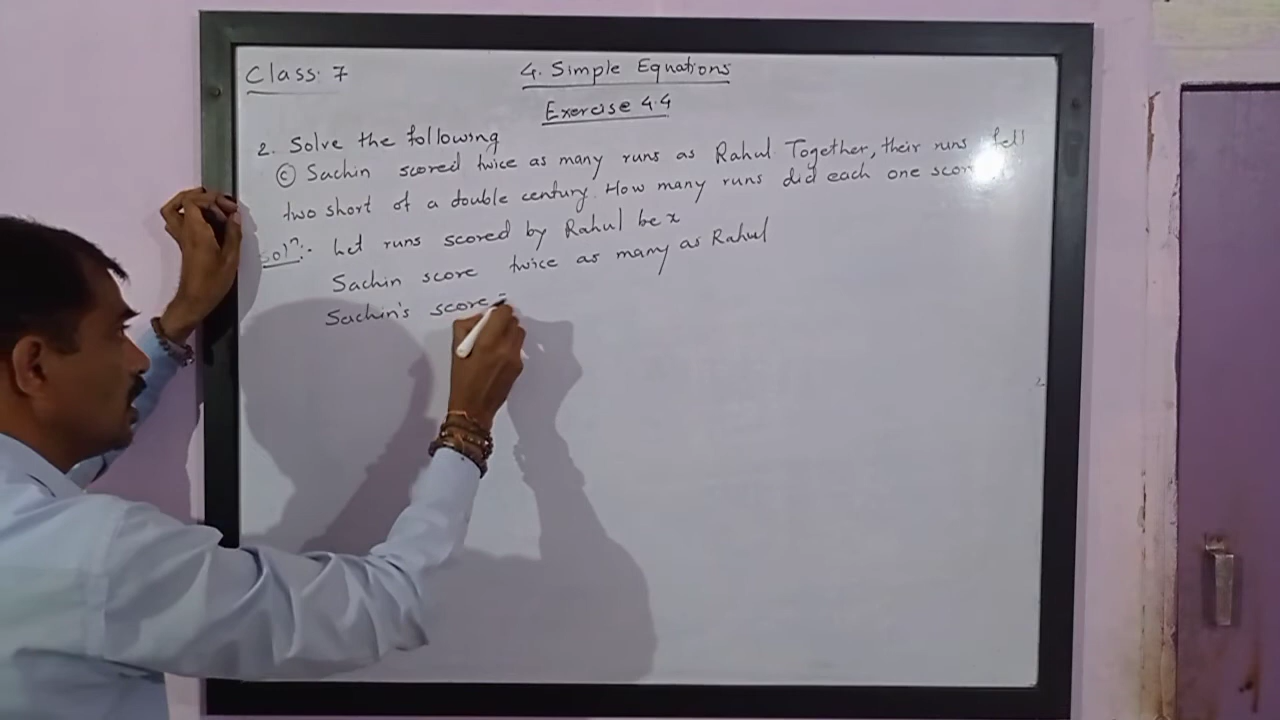 Class: 7
4. Simple Equations
Exercise 4.4
2. Solve the following
ⓒ Sachin scored twice as many runs as Rahul. Together, their runs fell
two short of a double century. How many runs did each one
Solⁿ:- Let runs scored by Rahul be x
Sachin score twice as many as Rahul
Sachin's score =